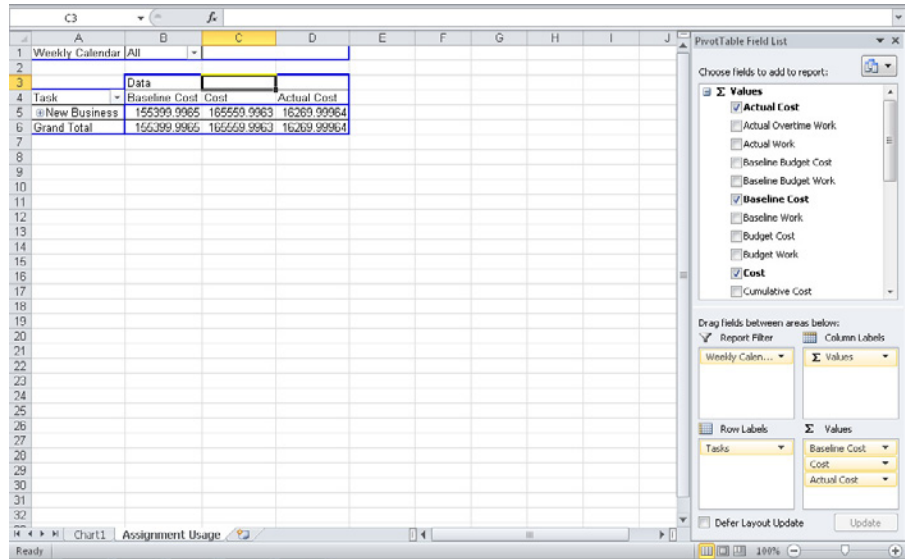 C3 fx
A B C D E F G H I J
1 Weekly Calendar All
2
3 Data
4 Task Baseline Cost Cost Actual Cost
5 New Business 155399.9965 165559.9963 16269.99964
6 Grand Total 155399.9965 165559.9963 16269.99964
7
8
9
10
11
12
13
14
15
16
17
18
19
20
21
22
23
24
25
26
27
28
29
30
31
32
Chart1 Assignment Usage
Ready 100%
PivotTable Field List
Choose fields to add to report:
Σ Values
Actual Cost
Actual Overtime Work
Actual Work
Baseline Budget Cost
Baseline Budget Work
Baseline Cost
Baseline Work
Budget Cost
Budget Work
Cost
Cumulative Cost
Drag fields between areas below:
Report Filter Column Labels
Weekly Calen... Σ Values
Row Labels Σ Values
Tasks Baseline Cost
Cost
Actual Cost
Defer Layout Update Update